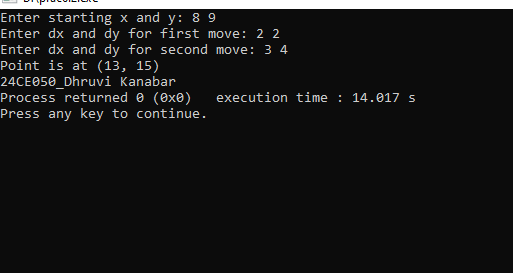 Enter starting x and y: 8 9
Enter dx and dy for first move: 2 2
Enter dx and dy for second move: 3 4
Point is at (13, 15)
24CE050_Dhruvi Kanabar
Process returned 0 (0x0)   execution time : 14.017 s
Press any key to continue.